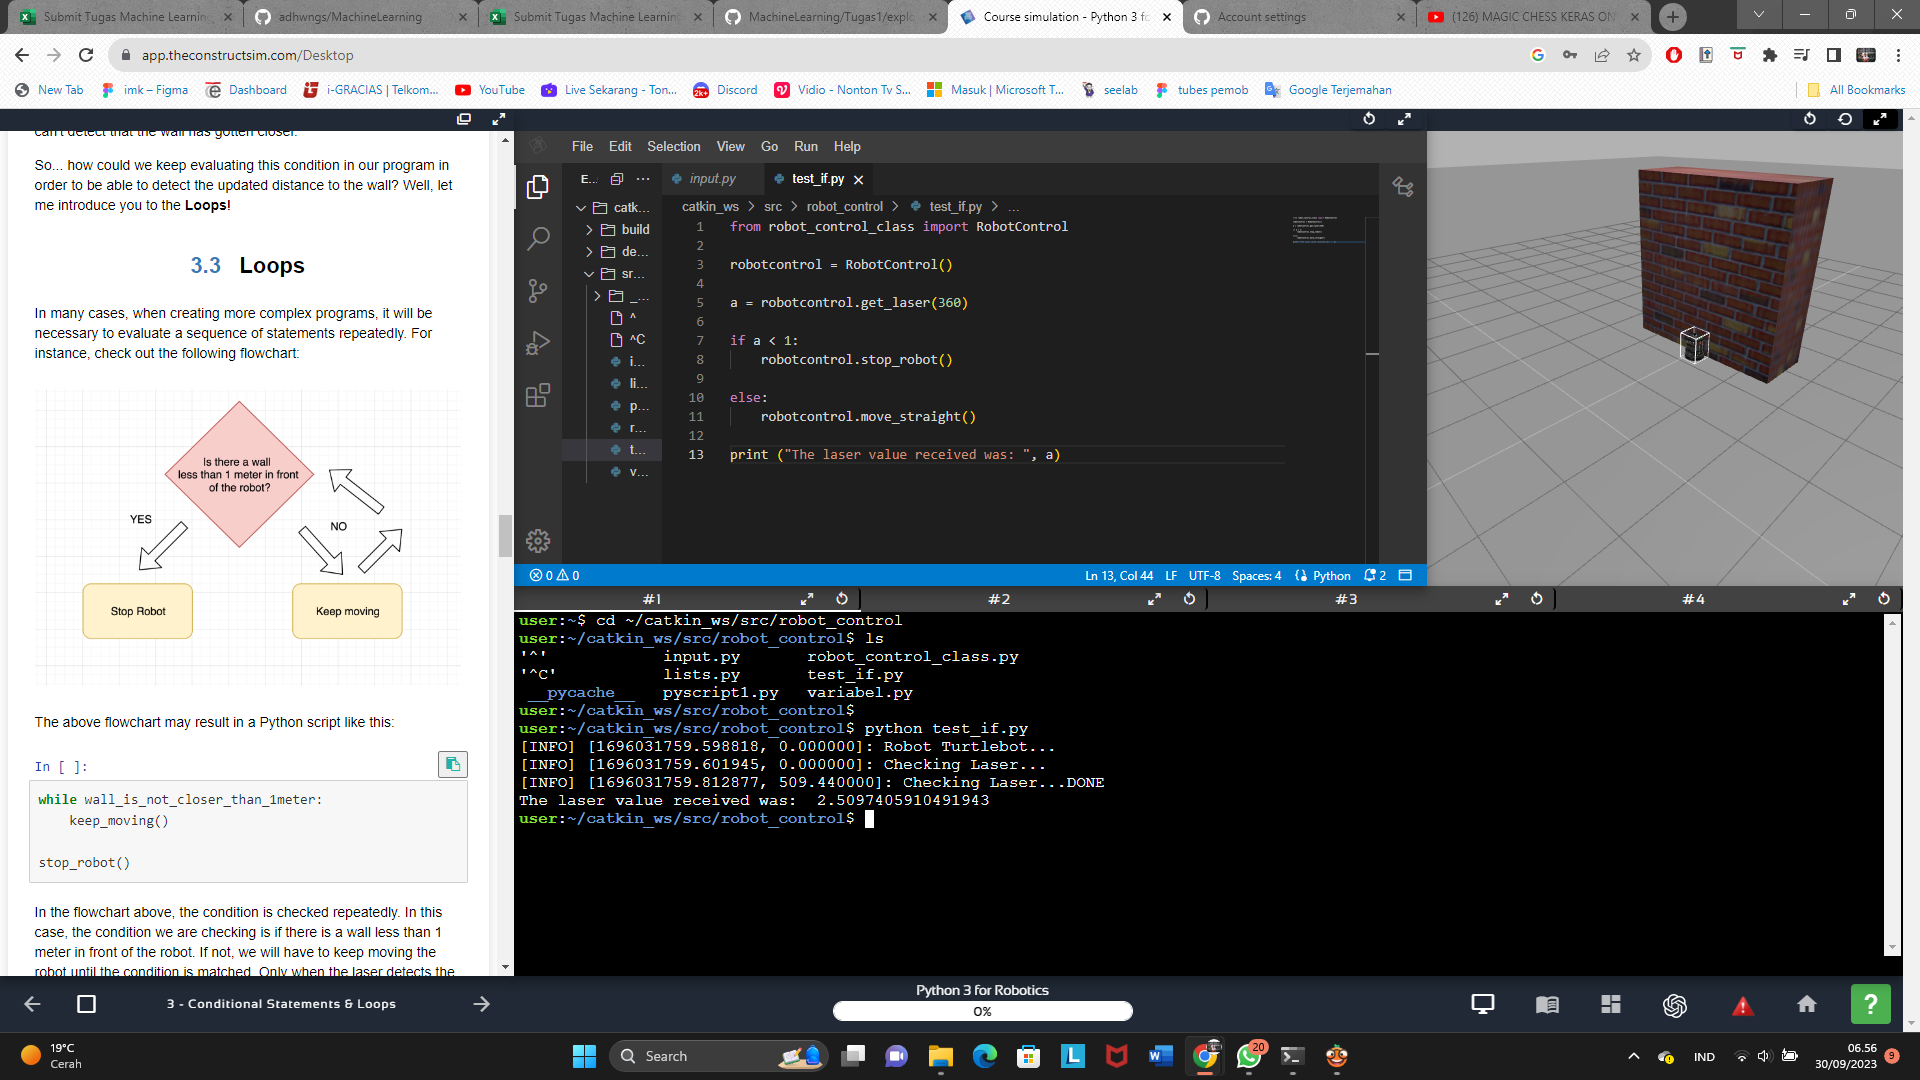 Submit Tugas Machine Learning
adhwngs/MachineLearning
Submit Tugas Machine Learning
MachineLearning/Tugas1/explo
Course simulation - Python 3 fo
Account settings
(126) MAGIC CHESS KERAS ON
app.theconstructsim.com/Desktop
New Tab
imk – Figma
Dashboard
i-GRACIAS | Telkom...
YouTube
Live Sekarang - Ton...
Discord
Vidio - Nonton Tv S...
Masuk | Microsoft T...
seelab
tubes pemob
Google Terjemahan
All Bookmarks
can't detect that the wall has gotten closer.
So... how could we keep evaluating this condition in our program in
order to be able to detect the updated distance to the wall? Well, let
me introduce you to the Loops!
3.3 Loops
In many cases, when creating more complex programs, it will be
necessary to evaluate a sequence of statements repeatedly. For
instance, check out the following flowchart:
Is there a wall
less than 1 meter in front
of the robot?
YES
NO
Stop Robot
Keep moving
The above flowchart may result in a Python script like this:
In [ ]:
while wall_is_not_closer_than_1meter:
keep_moving()
stop_robot()
In the flowchart above, the condition is checked repeatedly. In this
case, the condition we are checking is if there is a wall less than 1
meter in front of the robot. If not, we will have to keep moving the
robot until the condition is matched. Only when the laser detects the
File Edit Selection View Go Run Help
E...
input.py
test_if.py
catk...
build
de...
sr...
_...
^
^C
i...
li...
p...
r...
t...
v...
catkin_ws > src > robot_control > test_if.py > ...
1 from robot_control_class import RobotControl
2
3 robotcontrol = RobotControl()
4
5 a = robotcontrol.get_laser(360)
6
7 if a < 1:
8 robotcontrol.stop_robot()
9
10 else:
11 robotcontrol.move_straight()
12
13 print ("The laser value received was: ", a)
0 0
Ln 13, Col 44 LF UTF-8 Spaces: 4 Python 2
#1 #2 #3 #4
user:~$ cd ~/catkin_ws/src/robot_control
user:~/catkin_ws/src/robot_control$ ls
'^' input.py robot_control_class.py
'^C' lists.py test_if.py
__pycache__ pyscript1.py variabel.py
user:~/catkin_ws/src/robot_control$
user:~/catkin_ws/src/robot_control$ python test_if.py
[INFO] [1696031759.598818, 0.000000]: Robot Turtlebot...
[INFO] [1696031759.601945, 0.000000]: Checking Laser...
[INFO] [1696031759.812877, 509.440000]: Checking Laser...DONE
The laser value received was: 2.5097405910491943
user:~/catkin_ws/src/robot_control$
3 - Conditional Statements & Loops
Python 3 for Robotics
0%
?
19°C
Cerah
Search
20
IND
06.56
30/09/2023
9